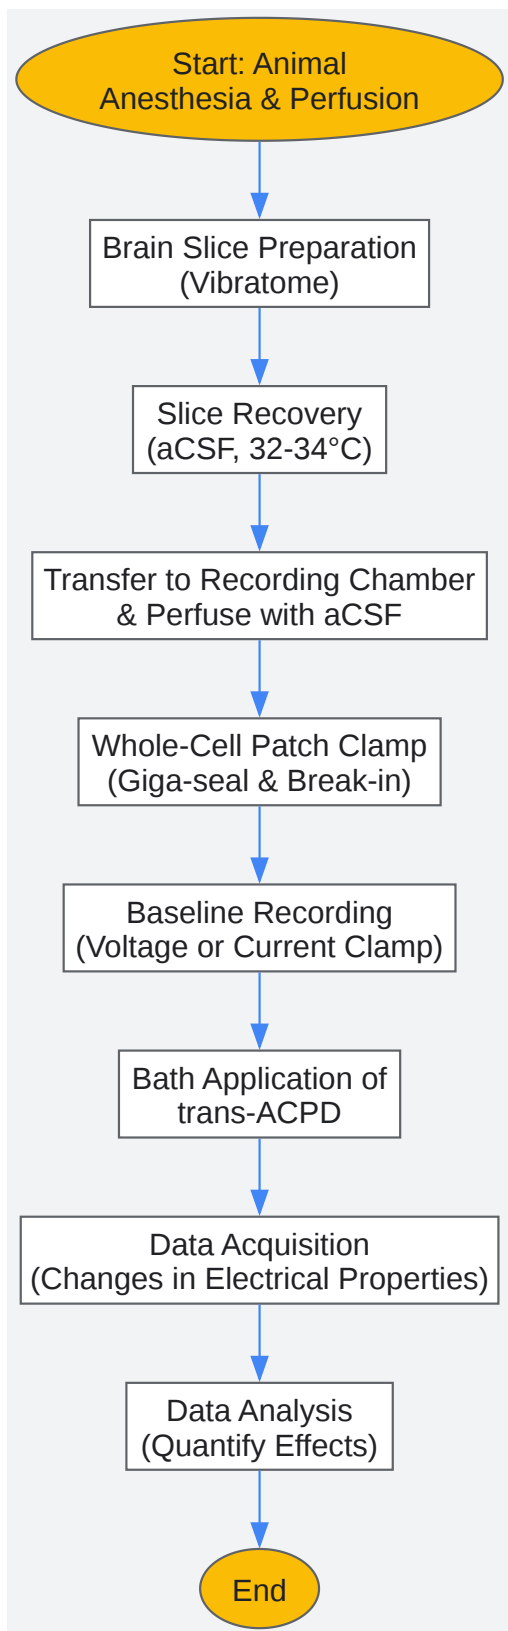 Start: Animal
Anesthesia & Perfusion
Brain Slice Preparation
(Vibratome)
Slice Recovery
(aCSF, 32-34°C)
Transfer to Recording Chamber
& Perfuse with aCSF
Whole-Cell Patch Clamp
(Giga-seal & Break-in)
Baseline Recording
(Voltage or Current Clamp)
Bath Application of
trans-ACPD
Data Acquisition
(Changes in Electrical Properties)
Data Analysis
(Quantify Effects)
End